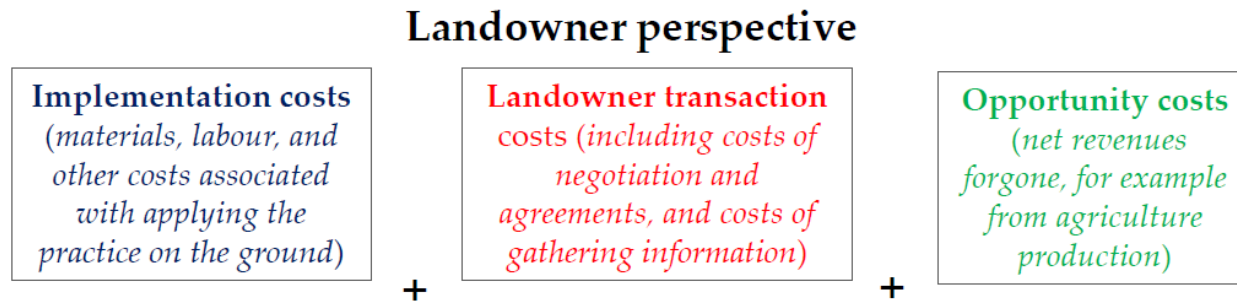 Landowner perspective
Implementation costs
(materials, labour, and
other costs associated
with applying the
practice on the ground)
+
Landowner transaction
costs (including costs of
negotiation and
agreements, and costs of
gathering information)
+
Opportunity costs
(net revenues
forgone, for example
from agriculture
production)